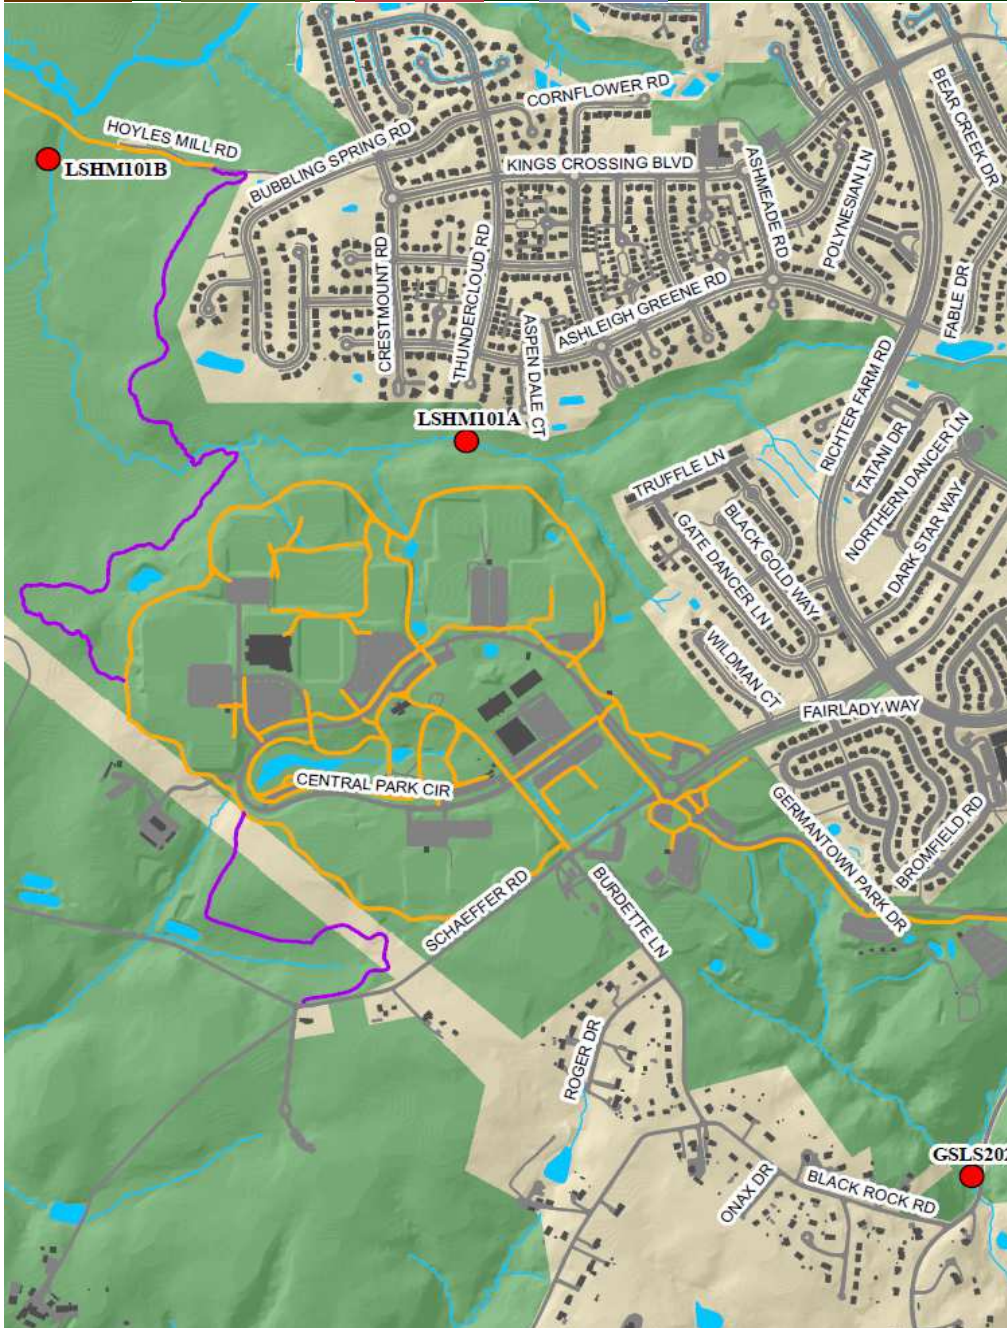 CORNFLOWER RD
BEAR CREEK DR
HOYLES MILL RD
BUBBLING SPRING RD
KINGS CROSSING BLVD
ASHMEADE RD
POLYNESIAN LN
LSHM101B
CRESTMOUNT RD
THUNDERCLOUD RD
ASPEN DALE CT
ASHLEIGH GREENE RD
FABLE DR
RICHTER FARM RD
LSHM101A
TRUFFLE LN
TATANI DR
NORTHERN DANCER LN
GATE DANCER LN
BLACK GOLD WAY
DARK STAR WAY
WILDMAN CT
FAIRLADY WAY
CENTRAL PARK CIR
GERMANTOWN PARK DR
BROMFIELD RD
SCHAEFFER RD
BURDETTE LN
ROGER DR
GSLS202
ONAX DR
BLACK ROCK RD